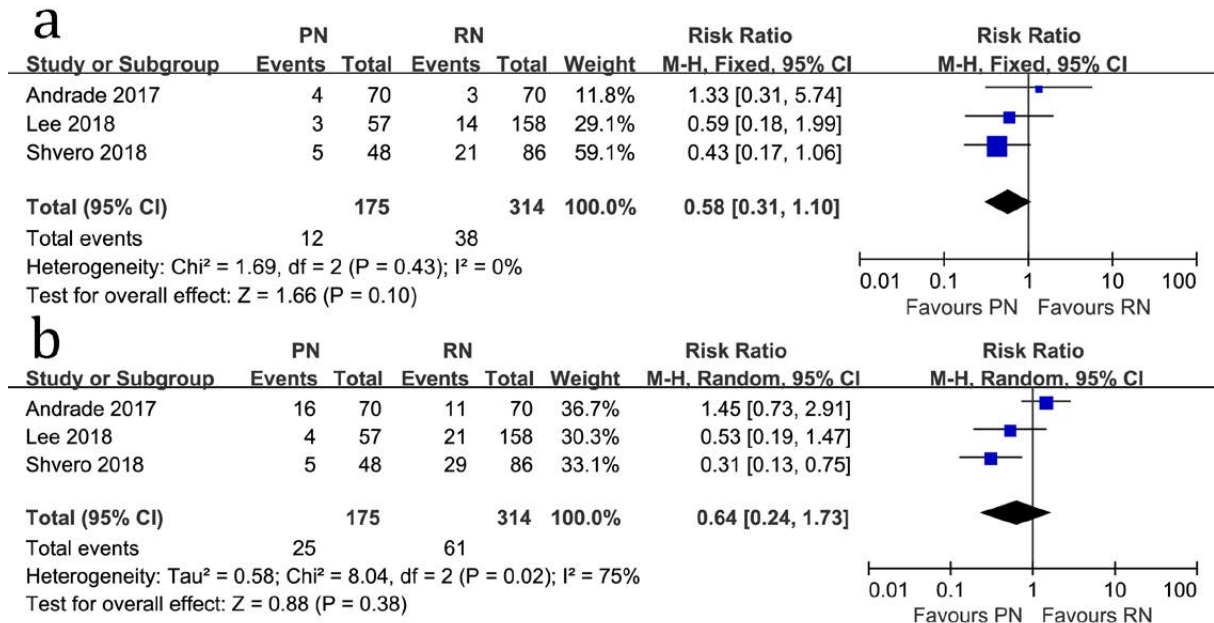 a
PN RN Risk Ratio Risk Ratio
Study or Subgroup Events Total Events Total Weight M-H, Fixed, 95% CI M-H, Fixed, 95% CI
Andrade 2017 4 70 3 70 11.8% 1.33 [0.31, 5.74]
Lee 2018 3 57 14 158 29.1% 0.59 [0.18, 1.99]
Shvero 2018 5 48 21 86 59.1% 0.43 [0.17, 1.06]
Total (95% CI) 175 314 100.0% 0.58 [0.31, 1.10]
Total events 12 38
Heterogeneity: Chi² = 1.69, df = 2 (P = 0.43); I² = 0%
Test for overall effect: Z = 1.66 (P = 0.10)
0.01 0.1 1 10 100
Favours PN Favours RN
b
PN RN Risk Ratio Risk Ratio
Study or Subgroup Events Total Events Total Weight M-H, Random, 95% CI M-H, Random, 95% CI
Andrade 2017 16 70 11 70 36.7% 1.45 [0.73, 2.91]
Lee 2018 4 57 21 158 30.3% 0.53 [0.19, 1.47]
Shvero 2018 5 48 29 86 33.1% 0.31 [0.13, 0.75]
Total (95% CI) 175 314 100.0% 0.64 [0.24, 1.73]
Total events 25 61
Heterogeneity: Tau² = 0.58; Chi² = 8.04, df = 2 (P = 0.02); I² = 75%
Test for overall effect: Z = 0.88 (P = 0.38)
0.01 0.1 1 10 100
Favours PN Favours RN